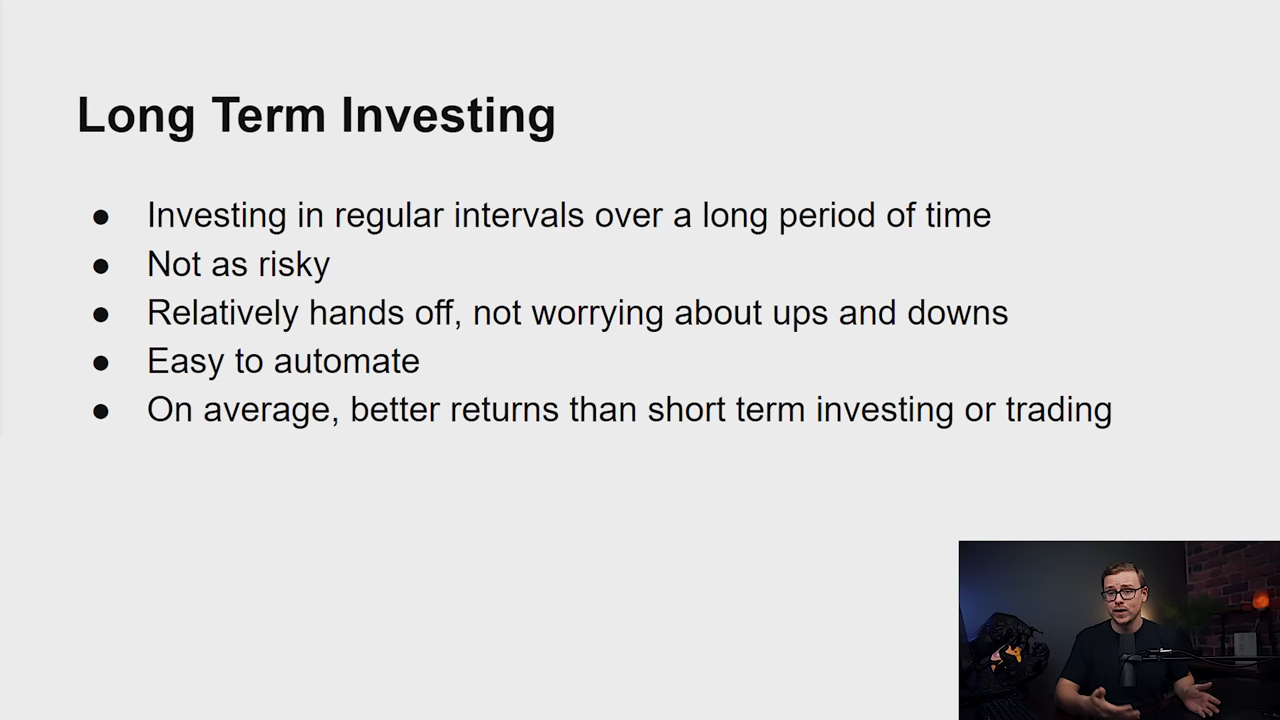 Long Term Investing
● Investing in regular intervals over a long period of time
● Not as risky
● Relatively hands off, not worrying about ups and downs
● Easy to automate
● On average, better returns than short term investing or trading